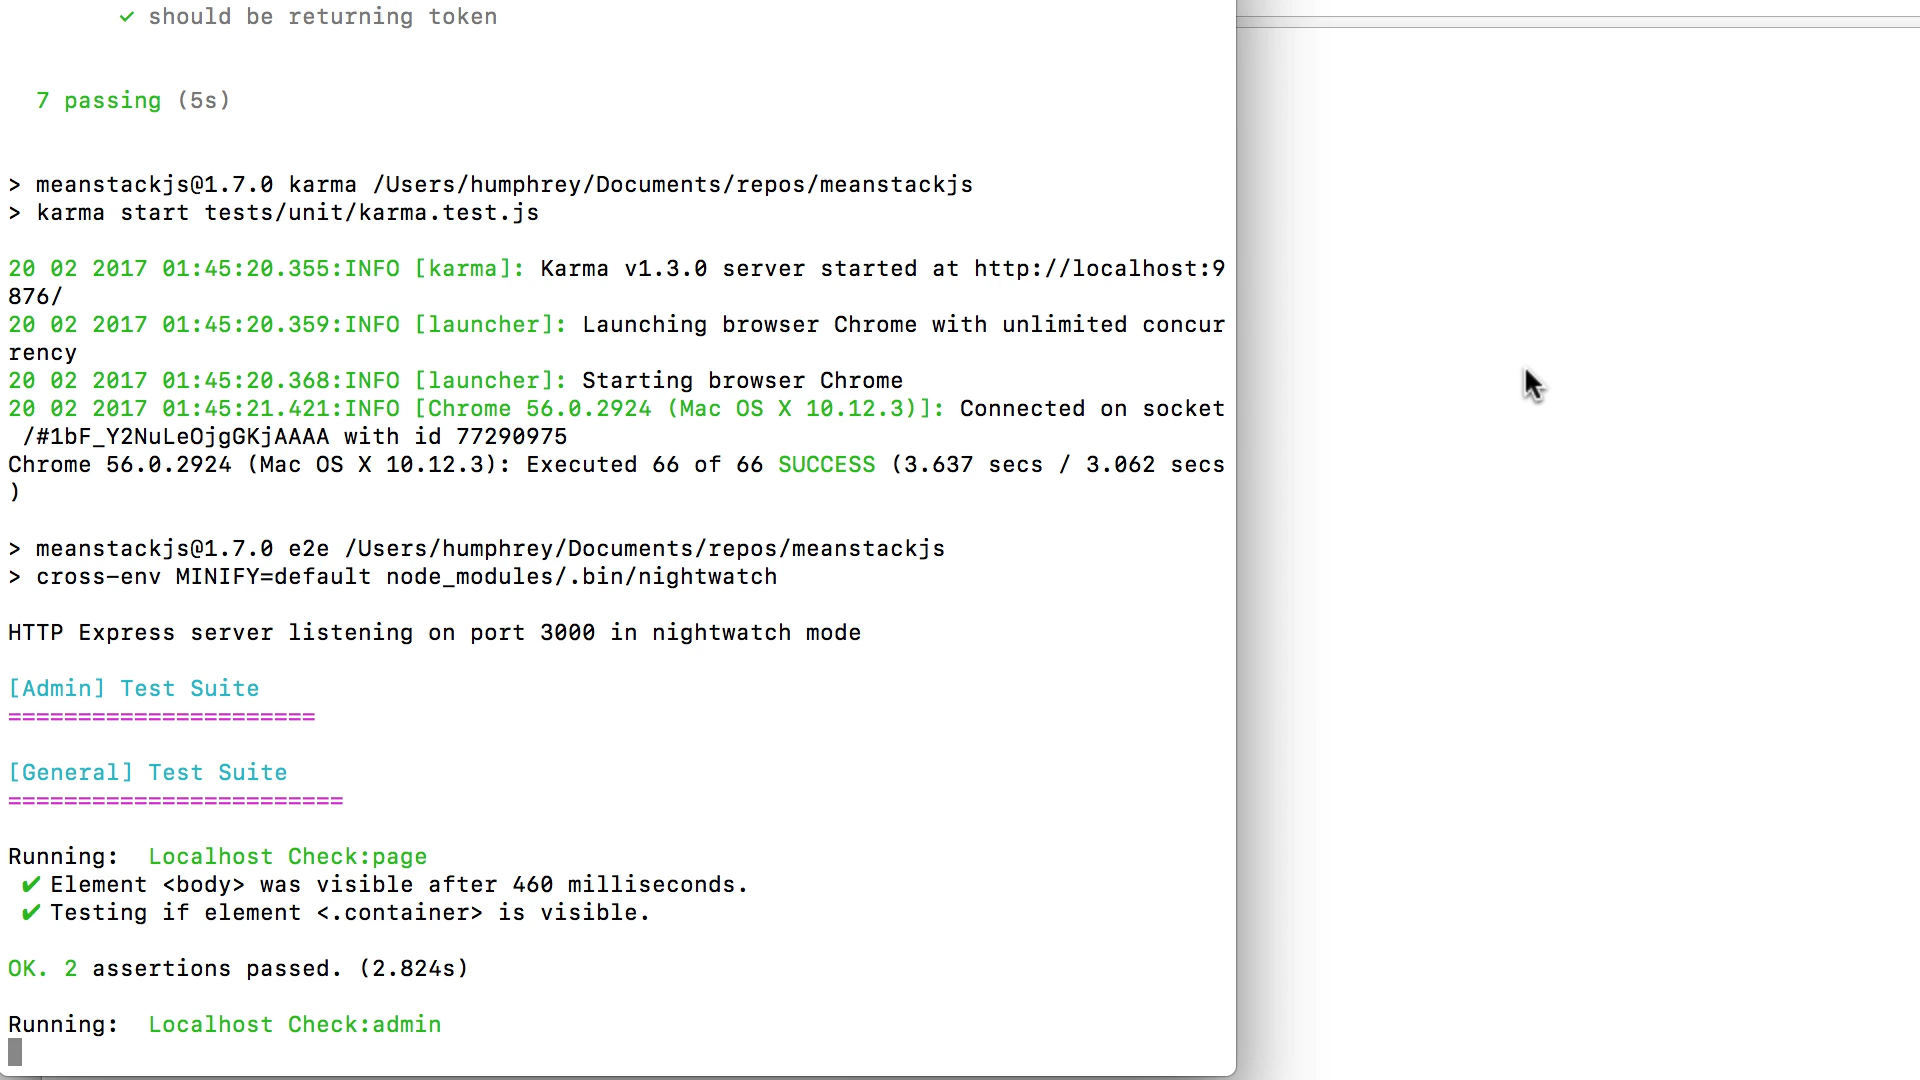 ✓ should be returning token
7 passing (5s)
> meanstackjs@1.7.0 karma /Users/humphrey/Documents/repos/meanstackjs
> karma start tests/unit/karma.test.js
20 02 2017 01:45:20.355:INFO [karma]: Karma v1.3.0 server started at http://localhost:9
876/
20 02 2017 01:45:20.359:INFO [launcher]: Launching browser Chrome with unlimited concur
rency
20 02 2017 01:45:20.368:INFO [launcher]: Starting browser Chrome
20 02 2017 01:45:21.421:INFO [Chrome 56.0.2924 (Mac OS X 10.12.3)]: Connected on socket
/#1bF_Y2NuLeOjgGKjAAAA with id 77290975
Chrome 56.0.2924 (Mac OS X 10.12.3): Executed 66 of 66 SUCCESS (3.637 secs / 3.062 secs
)
> meanstackjs@1.7.0 e2e /Users/humphrey/Documents/repos/meanstackjs
> cross-env MINIFY=default node_modules/.bin/nightwatch
HTTP Express server listening on port 3000 in nightwatch mode
[Admin] Test Suite
======================
[General] Test Suite
========================
Running:  Localhost Check:page
✔ Element <body> was visible after 460 milliseconds.
✔ Testing if element <.container> is visible.
OK. 2 assertions passed. (2.824s)
Running:  Localhost Check:admin